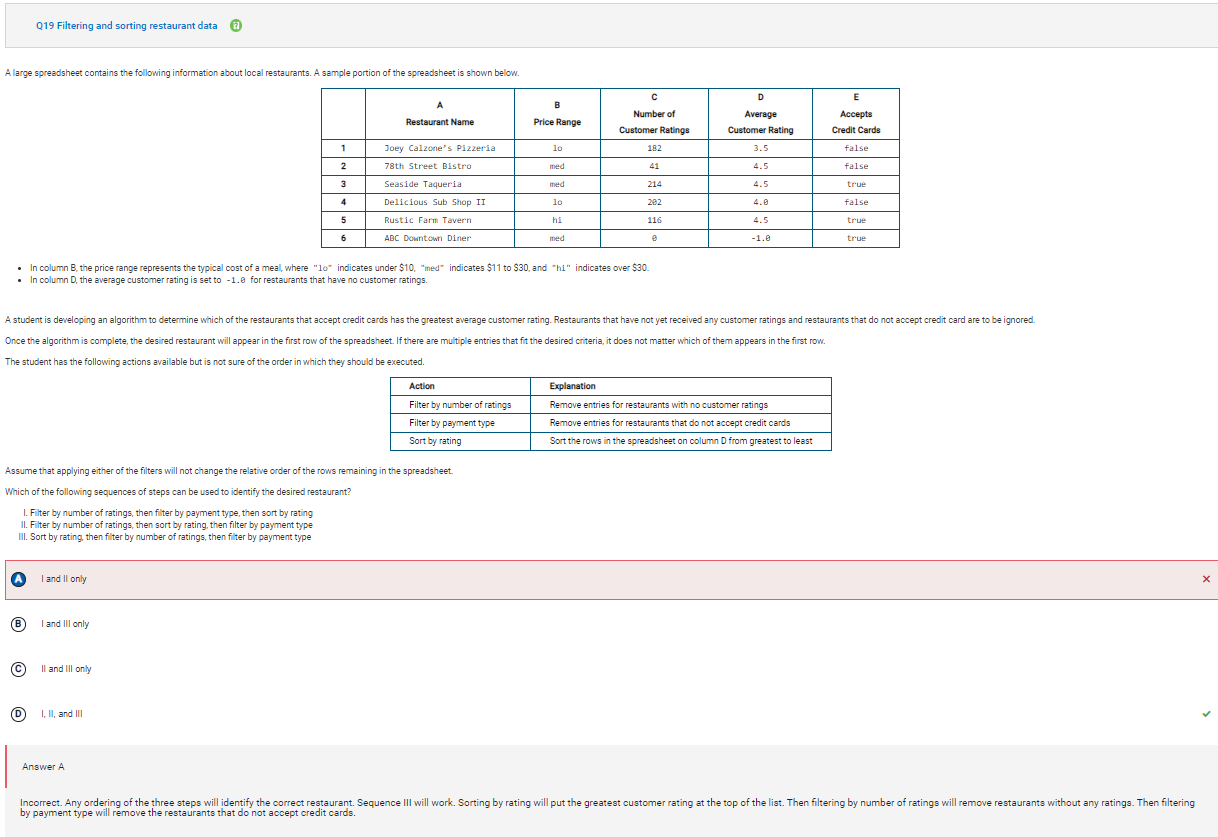 Q19 Filtering and sorting restaurant data
A large spreadsheet contains the following information about local restaurants. A sample portion of the spreadsheet is shown below.
A Restaurant Name B Price Range C Number of Customer Ratings D Average Customer Rating E Accepts Credit Cards
1 Joey Calzone's Pizzeria lo 182 3.5 false
2 78th Street Bistro med 41 4.5 false
3 Seaside Taqueria med 214 4.5 true
4 Delicious Sub Shop II lo 202 4.0 false
5 Rustic Farm Tavern hi 116 4.5 true
6 ABC Downtown Diner med 0 -1.0 true
• In column B, the price range represents the typical cost of a meal, where "lo" indicates under $10, "med" indicates $11 to $30, and "hi" indicates over $30.
• In column D, the average customer rating is set to -1.0 for restaurants that have no customer ratings.
A student is developing an algorithm to determine which of the restaurants that accept credit cards has the greatest average customer rating. Restaurants that have not yet received any customer ratings and restaurants that do not accept credit card are to be ignored.
Once the algorithm is complete, the desired restaurant will appear in the first row of the spreadsheet. If there are multiple entries that fit the desired criteria, it does not matter which of them appears in the first row.
The student has the following actions available but is not sure of the order in which they should be executed.
Action Explanation
Filter by number of ratings Remove entries for restaurants with no customer ratings
Filter by payment type Remove entries for restaurants that do not accept credit cards
Sort by rating Sort the rows in the spreadsheet on column D from greatest to least
Assume that applying either of the filters will not change the relative order of the rows remaining in the spreadsheet.
Which of the following sequences of steps can be used to identify the desired restaurant?
I. Filter by number of ratings, then filter by payment type, then sort by rating
II. Filter by number of ratings, then sort by rating, then filter by payment type
III. Sort by rating, then filter by number of ratings, then filter by payment type
A I and II only
B I and III only
C II and III only
D I, II, and III
Answer A
Incorrect. Any ordering of the three steps will identify the correct restaurant. Sequence III will work. Sorting by rating will put the greatest customer rating at the top of the list. Then filtering by number of ratings will remove restaurants without any ratings. Then filtering
by payment type will remove the restaurants that do not accept credit cards.